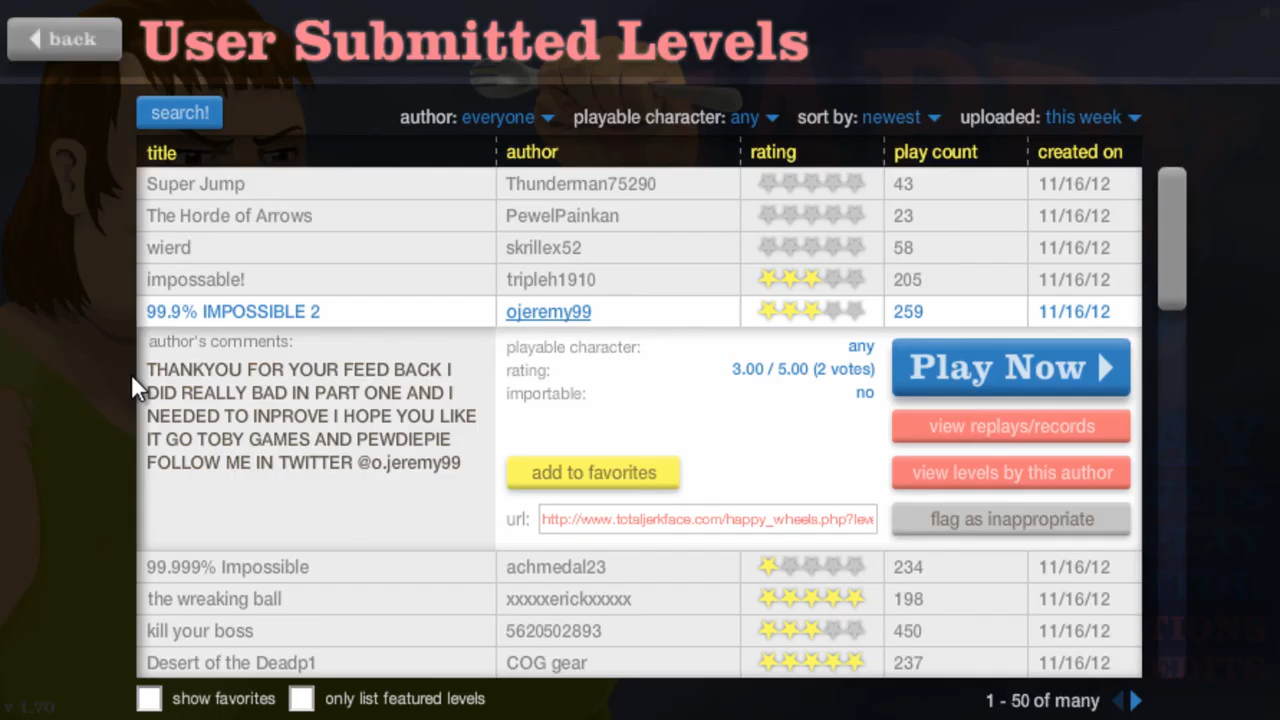 back
User Submitted Levels
search!
author: everyone playable character: any sort by: newest uploaded: this week
title author rating play count created on
Super Jump Thunderman75290 43 11/16/12
The Horde of Arrows PewelPainkan 23 11/16/12
wierd skrillex52 58 11/16/12
impossable! tripleh1910 205 11/16/12
99.9% IMPOSSIBLE 2 ojeremy99 259 11/16/12
author's comments:
THANKYOU FOR YOUR FEED BACK I
DID REALLY BAD IN PART ONE AND I
NEEDED TO INPROVE I HOPE YOU LIKE
IT GO TOBY GAMES AND PEWDIEPIE
FOLLOW ME IN TWITTER @o.jeremy99
playable character: any
rating: 3.00 / 5.00 (2 votes)
importable: no
add to favorites
url: http://www.totaljerkface.com/happy_wheels.php?leve
Play Now
view replays/records
view levels by this author
flag as inappropriate
99.999% Impossible achmedal23 234 11/16/12
the wreaking ball xxxxxerickxxxxx 198 11/16/12
kill your boss 5620502893 450 11/16/12
Desert of the Deadp1 COG gear 237 11/16/12
show favorites only list featured levels 1 - 50 of many
v 1.70